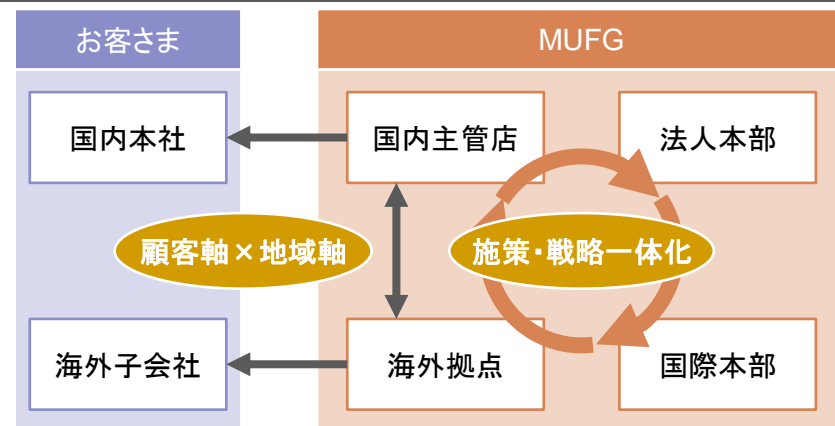 お客さま
MUFG
国内本社
国内主管店
法人本部
顧客軸×地域軸
施策・戦略一体化
海外子会社
海外拠点
国際本部